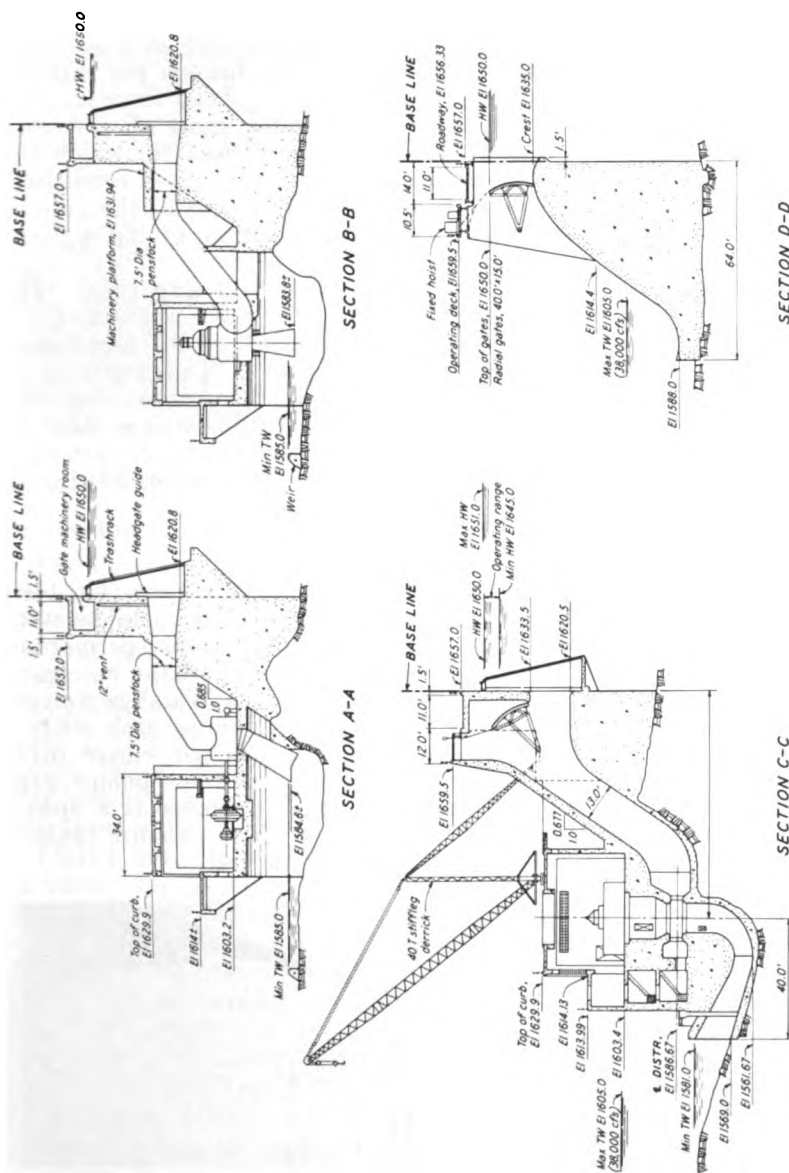 BASE LINE
1.5'
11.0'
1.5'
El 1657.0
Gate machinery room
HW El 1650.0
12" vent
Trashrack
Headgate guide
El 1620.8
7.5' Dia penstock
0.685
1.0
34.0'
Top of curb,
El 1629.9
El 1614±
El 1603.2
Min TW El 1585.0
El 1584.6±
SECTION A-A
BASE LINE
HW El 1650.0
El 1657.0
El 1620.8
Machinery platform, El 1631.94
7.5' Dia
penstock
Min TW
El 1585.0
El 1583.8±
Weir
SECTION B-B
BASE LINE
1.5'
11.0'
12.0'
El 1657.0
El 1659.5
Max HW
El 1651.0
HW El 1650.0
Operating range
Min HW El 1645.0
El 1633.5
El 1620.5
13.0'
0.677
1.0
40 T stiffleg
derrick
Top of curb,
El 1629.9
El 1614.13
El 1613.99
El 1603.4
Max TW El 1605.0
(38,000 cfs)
℄ DISTR.
El 1586.67
Min TW El 1581.0
El 1569.0
El 1561.67
40.0'
SECTION C-C
BASE LINE
14.0'
11.0'
10.5'
Roadway, El 1656.33
El 1657.0
HW El 1650.0
Crest El 1635.0
1.5'
Fixed hoist
Operating deck, El 1659.5
Top of gates, El 1650.0
Radial gates, 40.0'x15.0'
El 1614.4
Max TW El 1605.0
(38,000 cfs)
El 1588.0
64.0'
SECTION D-D